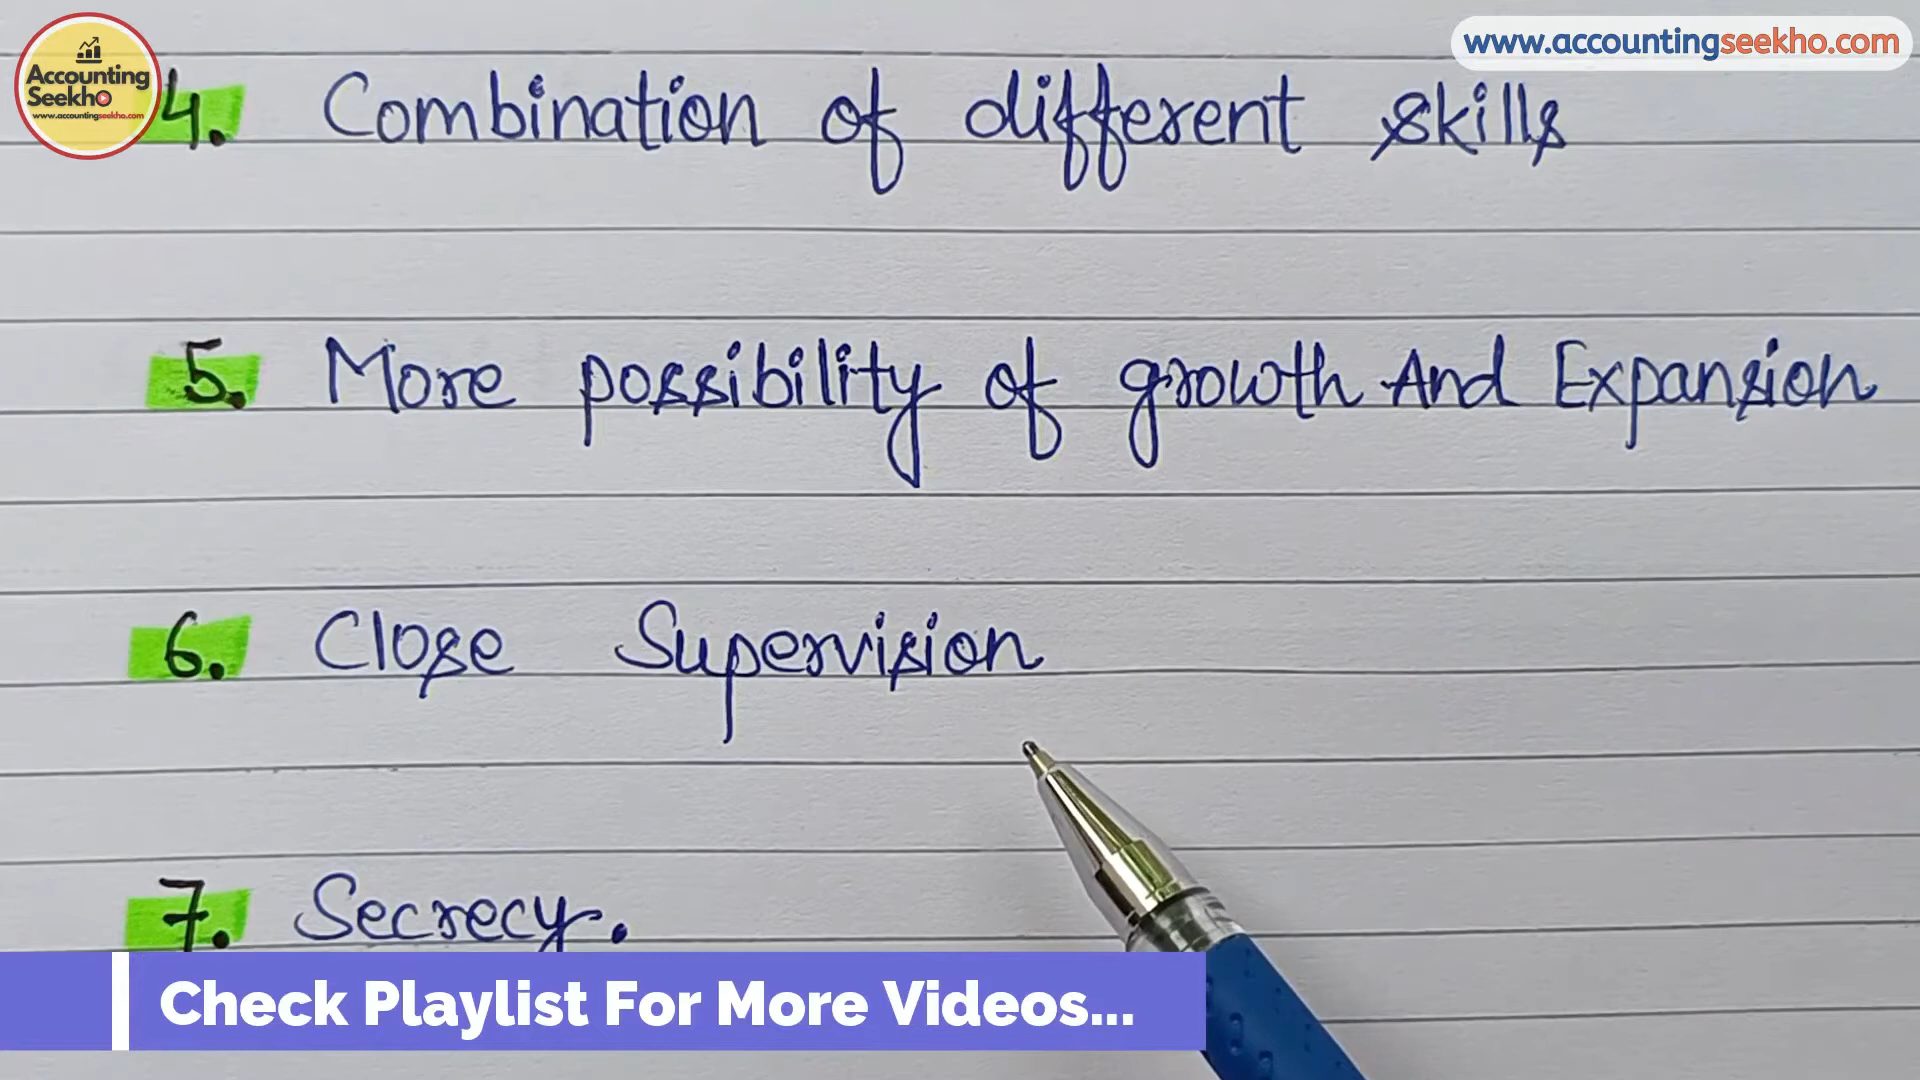 Accounting
Seekho
www.accountingseekho.com
www.accountingseekho.com
4. Combination of different skills
5. More possibility of growth And Expansion
6. Close Supervision
7. Secrecy.
Check Playlist For More Videos...